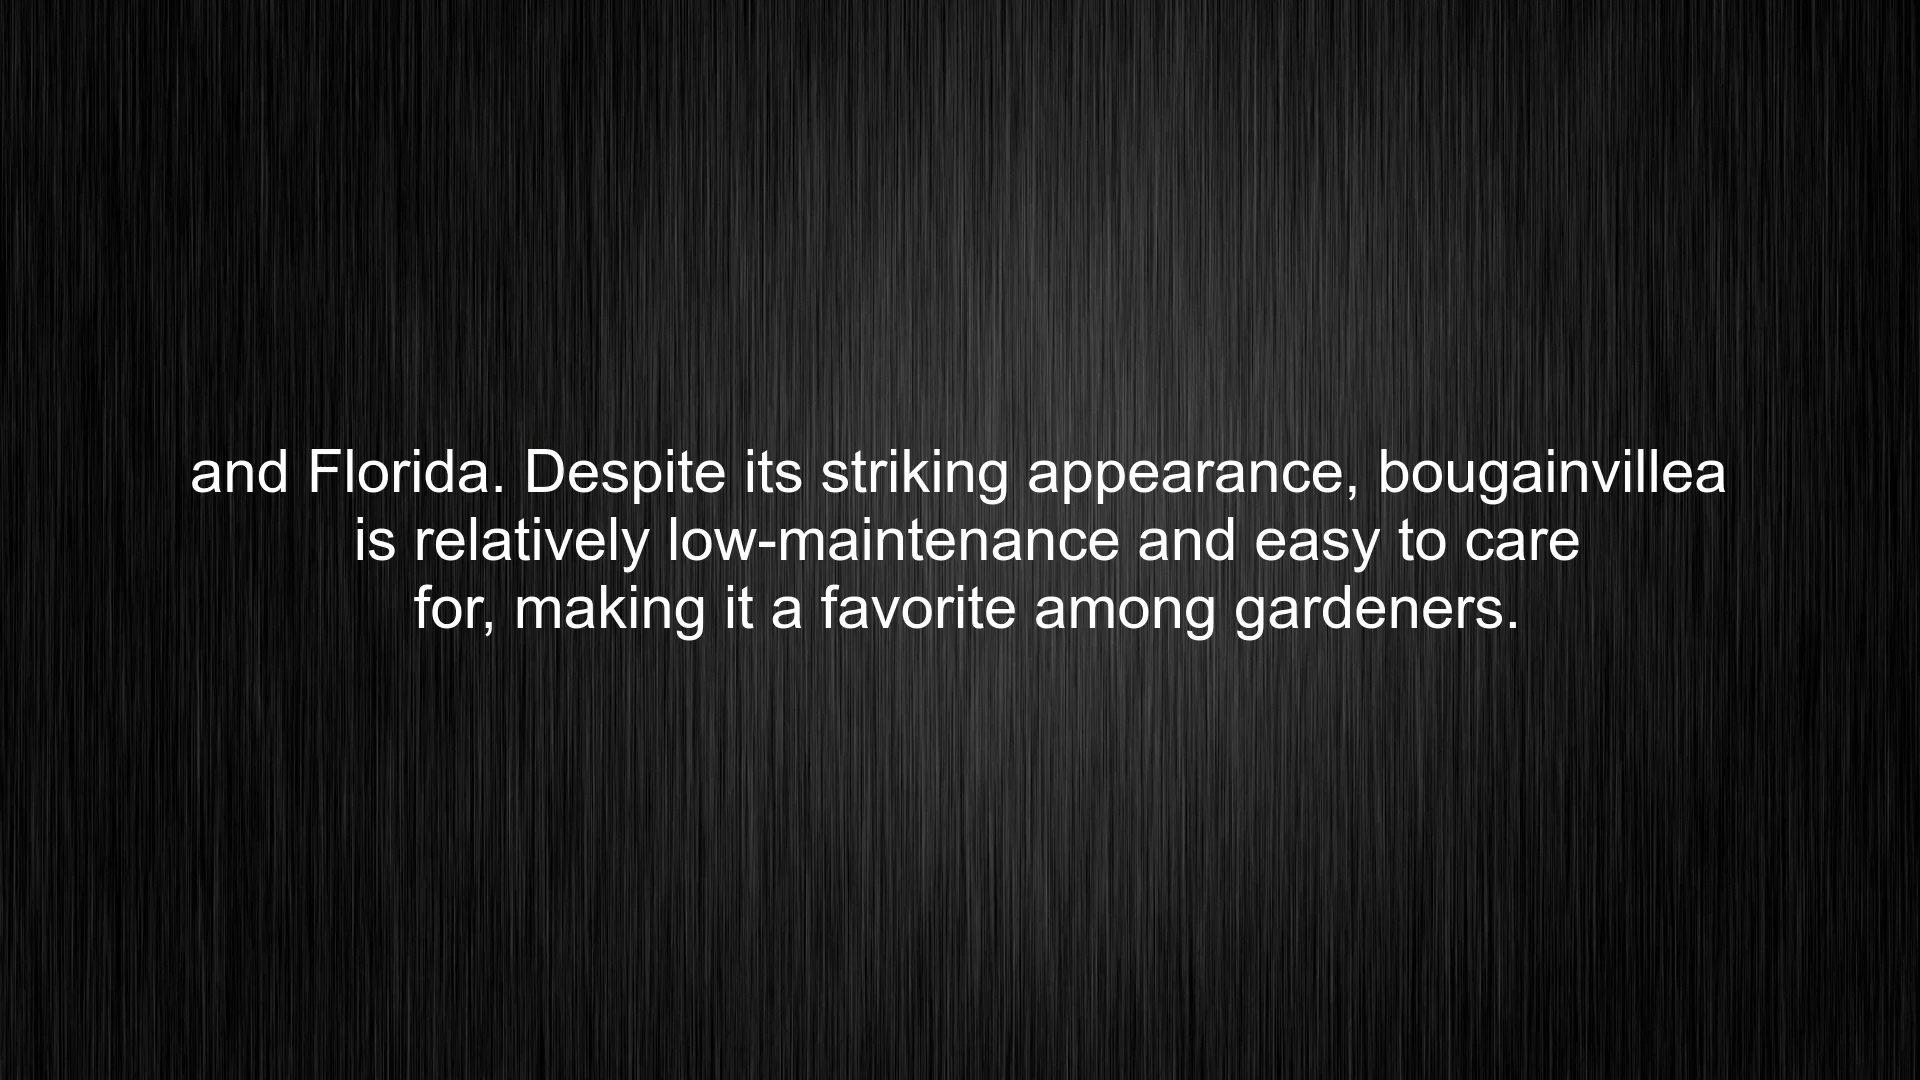 and Florida. Despite its striking appearance, bougainvillea
is relatively low-maintenance and easy to care
for, making it a favorite among gardeners.